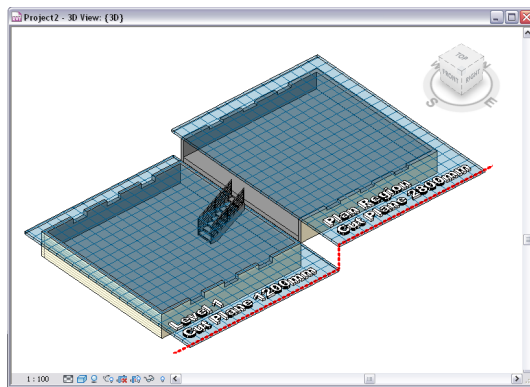 Project2 - 3D View: {3D}
TOP
FRONT RIGHT
S
E
Plan Region
Cut Plane 2800mm
Level 1
Cut Plane 1200mm
1 : 100